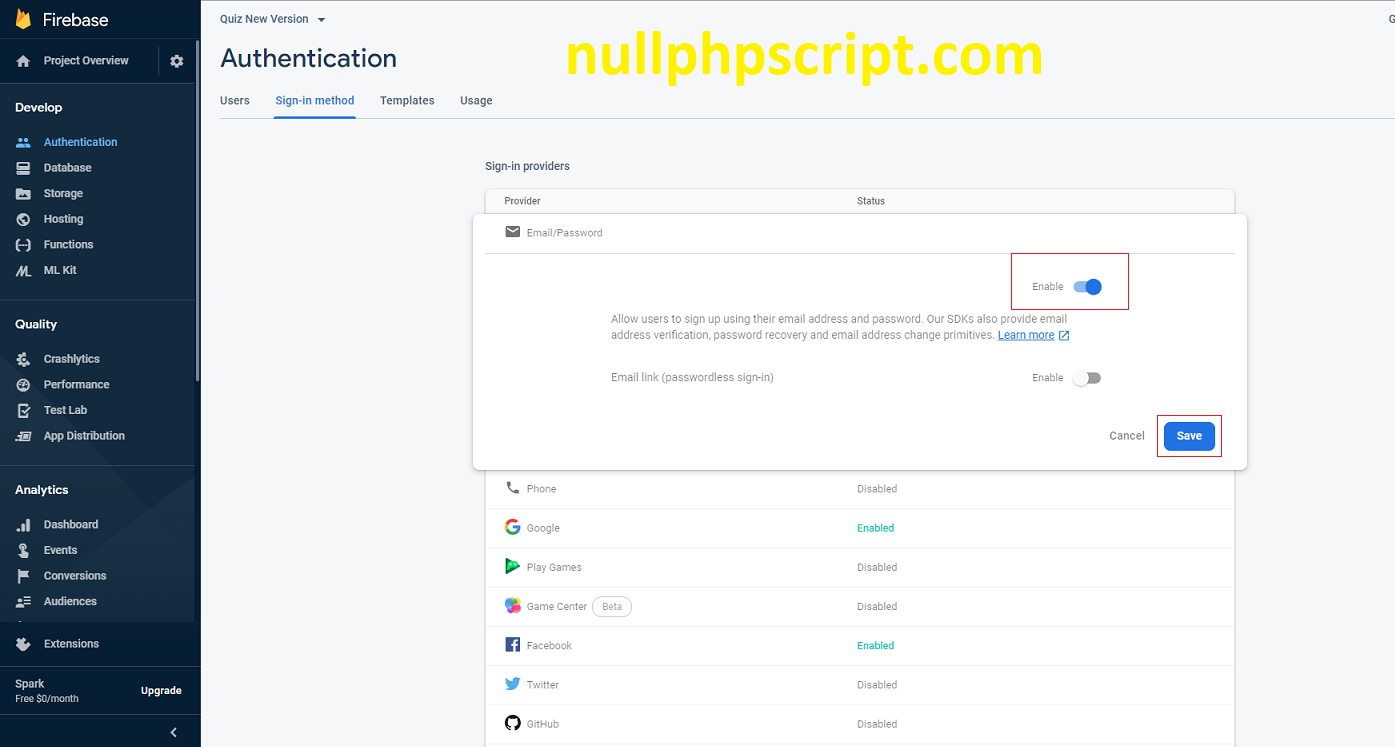 Firebase
Project Overview
Develop
Authentication
Database
Storage
Hosting
Functions
ML Kit
Quality
Crashlytics
Performance
Test Lab
App Distribution
Analytics
Dashboard
Events
Conversions
Audiences
Extensions
Spark
Free $0/month
Upgrade
Quiz New Version
G
Authentication
nullphpscript.com
Users Sign-in method Templates Usage
Sign-in providers
Provider Status
Email/Password
Enable
Allow users to sign up using their email address and password. Our SDKs also provide email
address verification, password recovery and email address change primitives. Learn more
Email link (passwordless sign-in) Enable
Cancel Save
Phone Disabled
Google Enabled
Play Games Disabled
Game Center Beta Disabled
Facebook Enabled
Twitter Disabled
GitHub Disabled